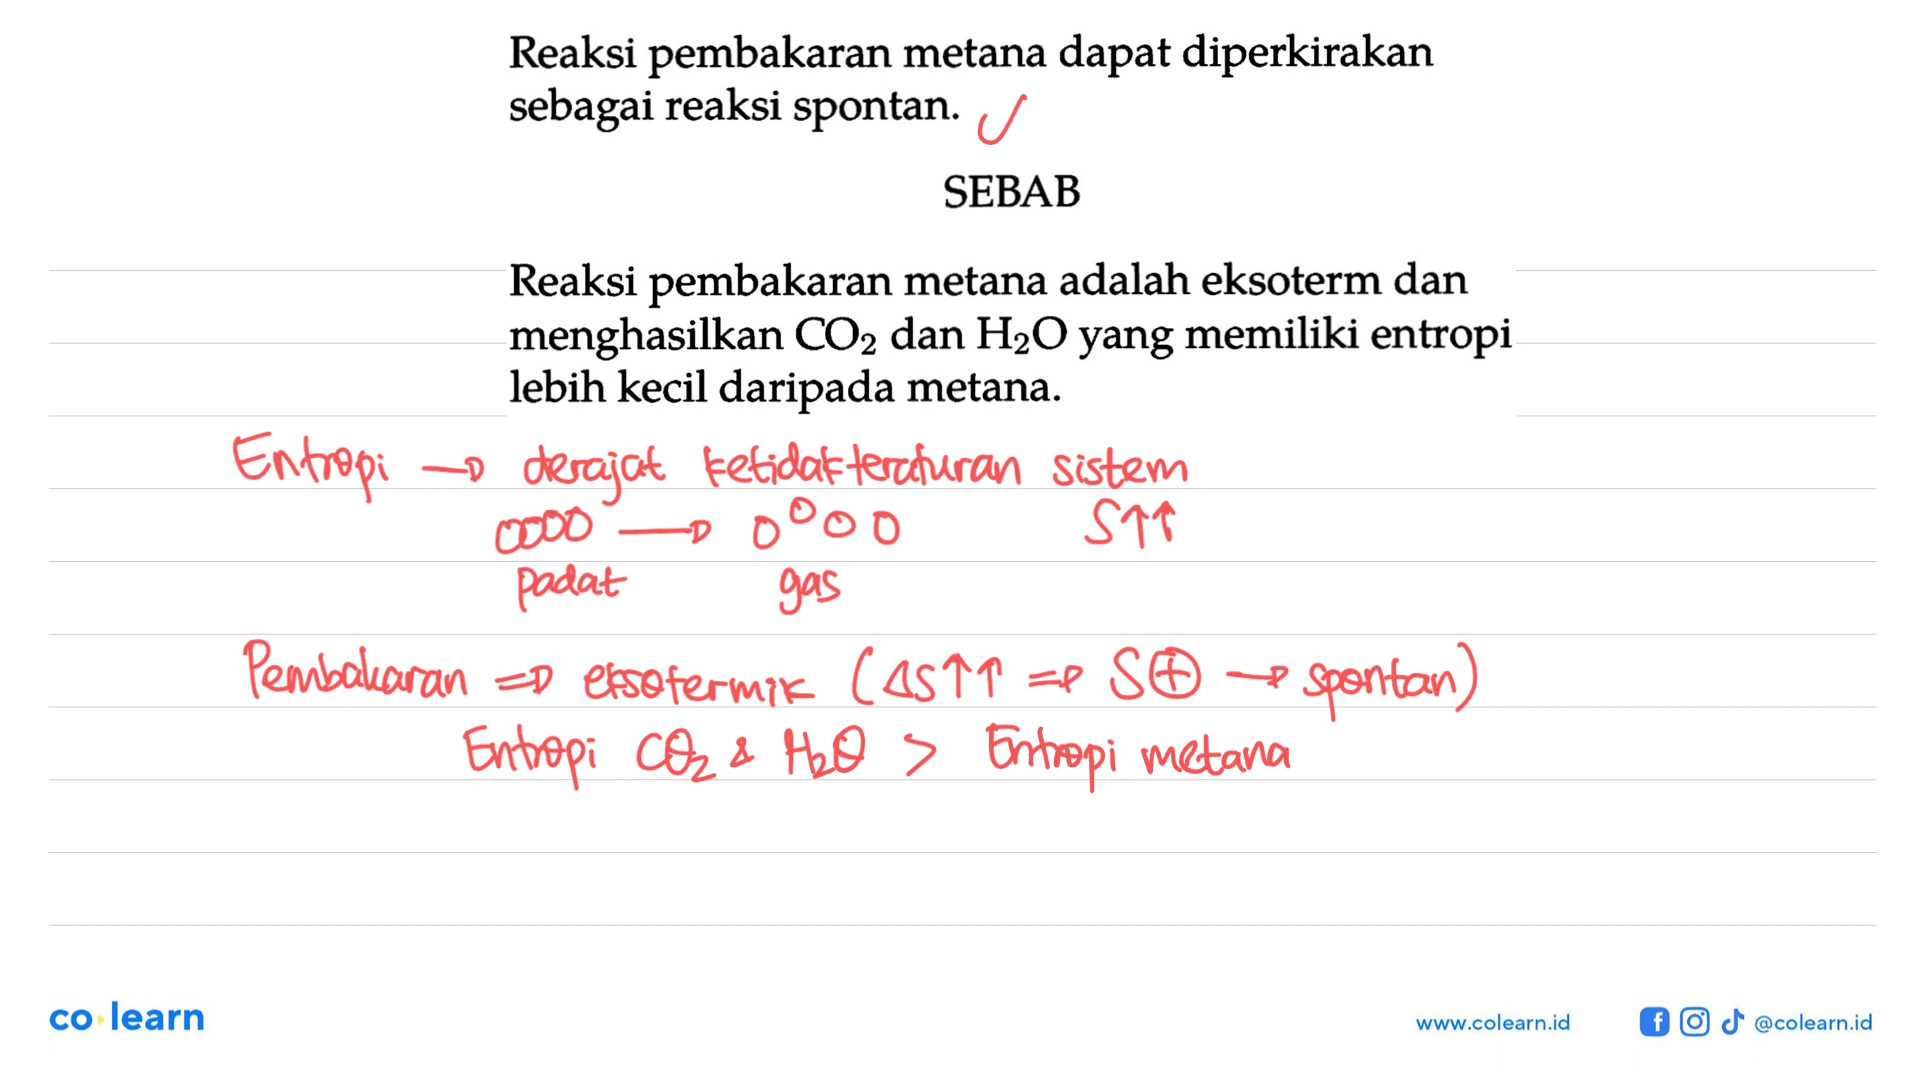 Reaksi pembakaran metana dapat diperkirakan
sebagai reaksi spontan. ✓
SEBAB
Reaksi pembakaran metana adalah eksoterm dan
menghasilkan CO₂ dan H₂O yang memiliki entropi
lebih kecil daripada metana.
Entropi → derajat ketidakteraturan sistem
0000 → 0000 S↑↑
padat gas
Pembakaran ⇒ eksotermik (ΔS↑↑ ⇒ S⊕ → spontan)
Entropi CO₂ & H₂O > Entropi metana
co learn
www.colearn.id
@colearn.id